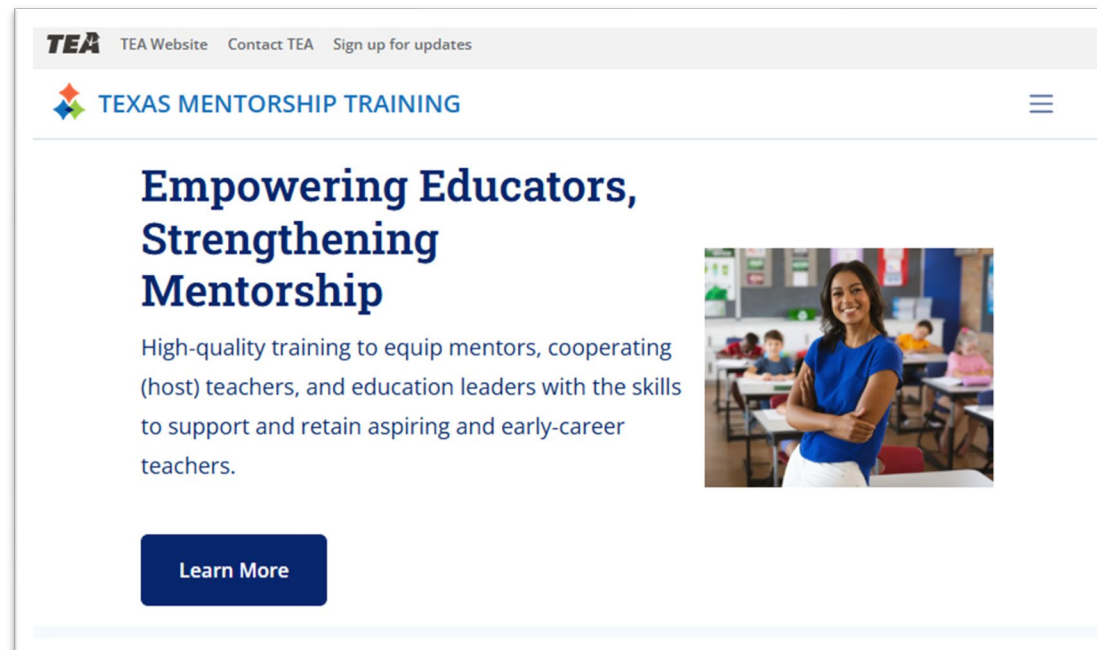 TEA TEA Website Contact TEA Sign up for updates
TEXAS MENTORSHIP TRAINING
Empowering Educators,
Strengthening
Mentorship
High-quality training to equip mentors, cooperating
(host) teachers, and education leaders with the skills
to support and retain aspiring and early-career
teachers.
Learn More